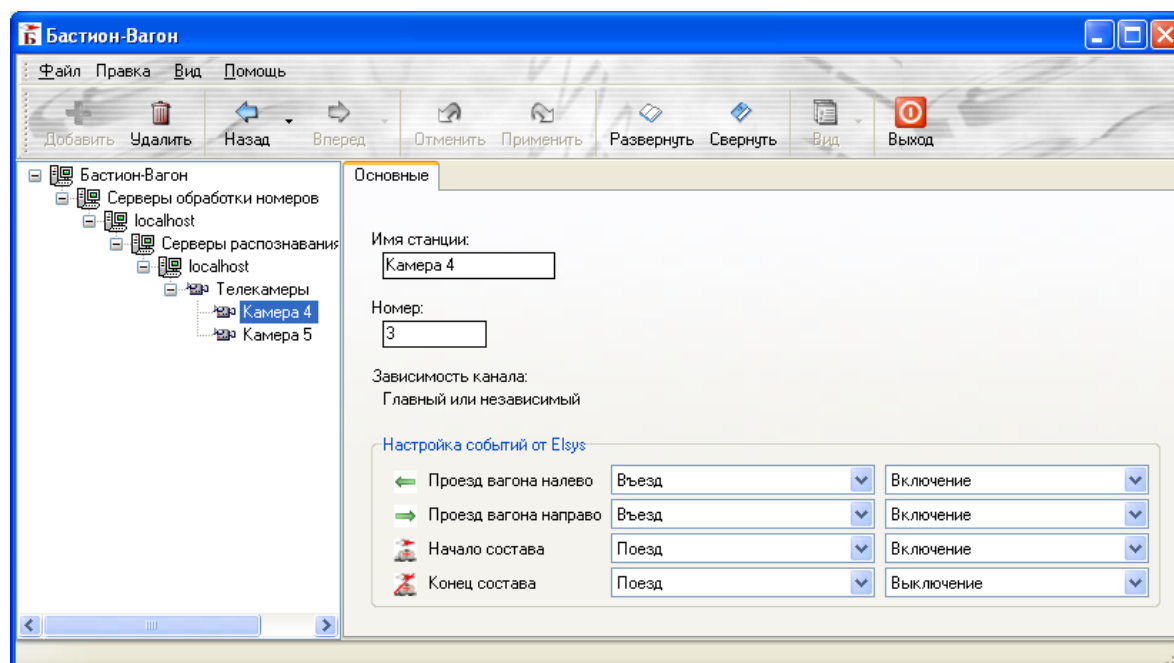 Бастион-Вагон
Файл Правка Вид Помощь
Добавить Удалить Назад Вперед Отменить Применить Развернуть Свернуть Вид Выход
Бастион-Вагон
Серверы обработки номеров
localhost
Серверы распознавания
localhost
Телекамеры
Камера 4
Камера 5
Основные
Имя станции:
Камера 4
Номер:
3
Зависимость канала:
Главный или независимый
Настройка событий от Elsys
Проезд вагона налево Въезд Включение
Проезд вагона направо Въезд Включение
Начало состава Поезд Включение
Конец состава Поезд Выключение